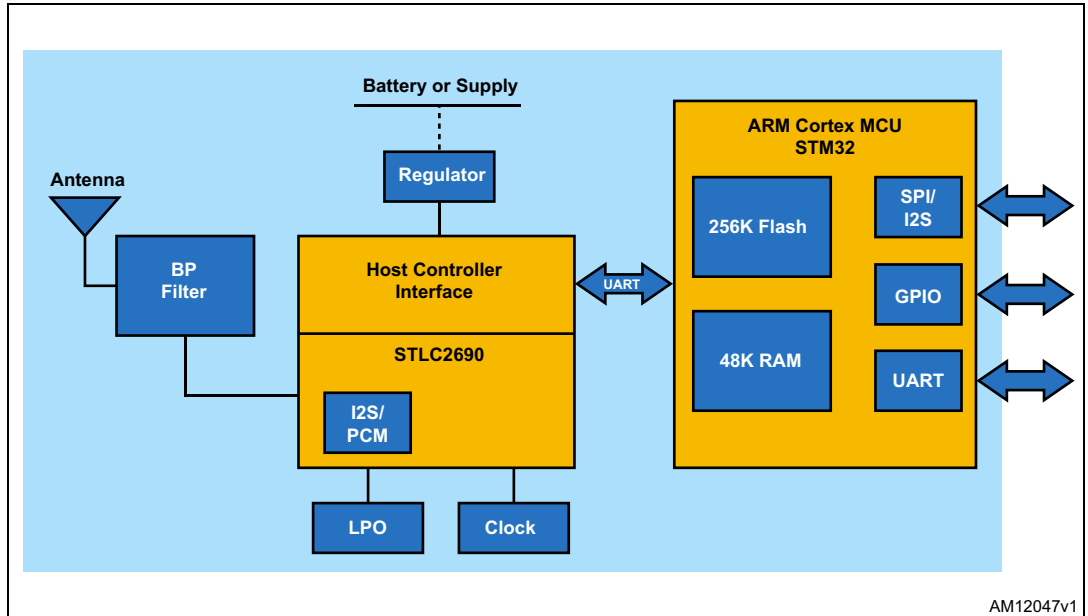 Battery or Supply
ARM Cortex MCU
STM32
Antenna
Regulator
256K Flash
SPI/
I2S
BP
Filter
Host Controller
Interface
UART
GPIO
STLC2690
48K RAM
UART
I2S/
PCM
LPO
Clock
AM12047v1